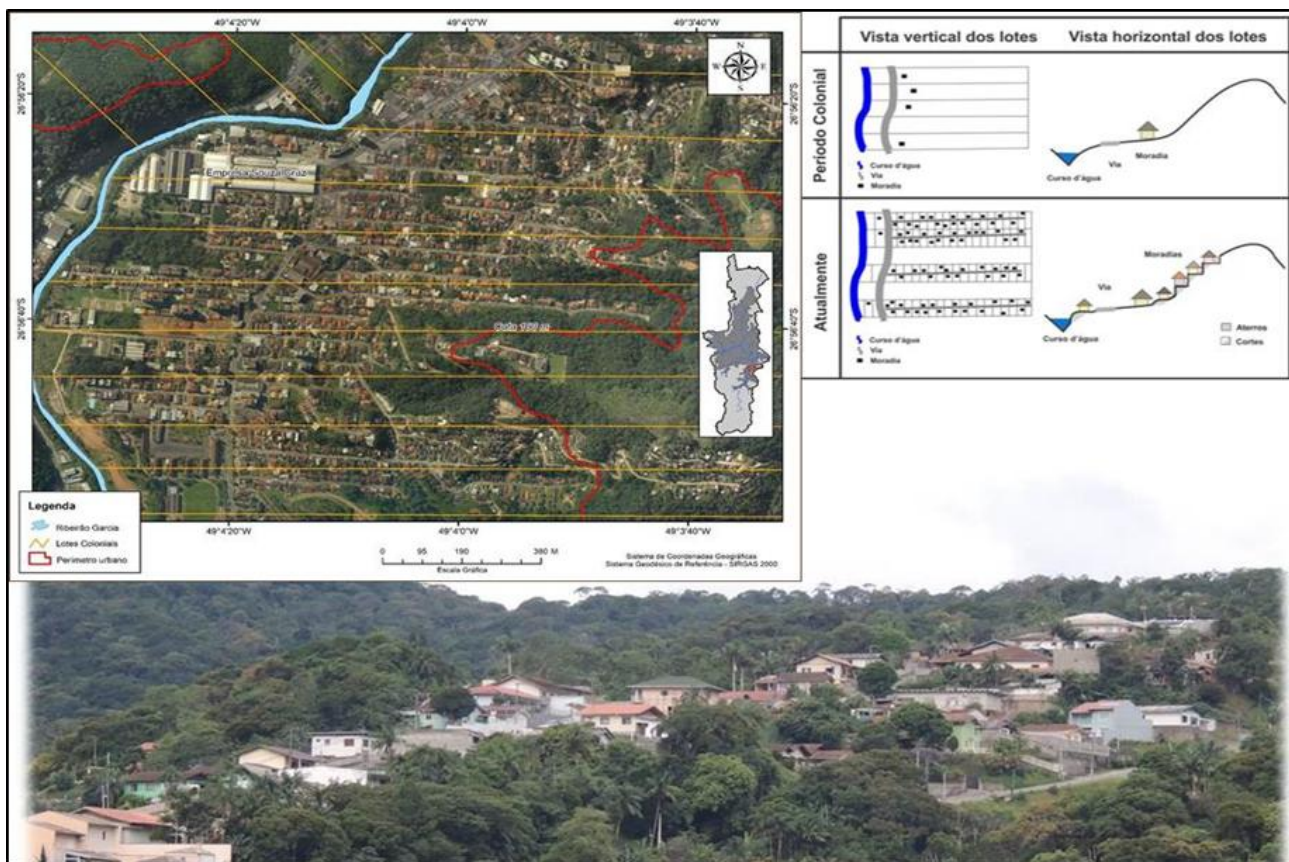 49°4'20"W
49°4'0"W
49°3'40"W
26°56'20"S
26°56'20"S
26°56'40"S
26°56'40"S
N
W
E
S
Empresa Souza Cruz
Cota 100 m
Legenda
Ribeirão Garcia
Lotes Coloniais
Perímetro urbano
49°4'20"W
49°4'0"W
49°3'40"W
0 95 190 380 M
Escala Gráfica
Sistema de Coordenadas Geográficas
Sistema Geodésico de Referência - SIRGAS 2000
Vista vertical dos lotes
Vista horizontal dos lotes
Período Colonial
Curso d'água
Via
Moradia
Moradia
Via
Curso d'água
Atualmente
Curso d'água
Via
Moradia
Moradias
Via
Curso d'água
Aterros
Cortes